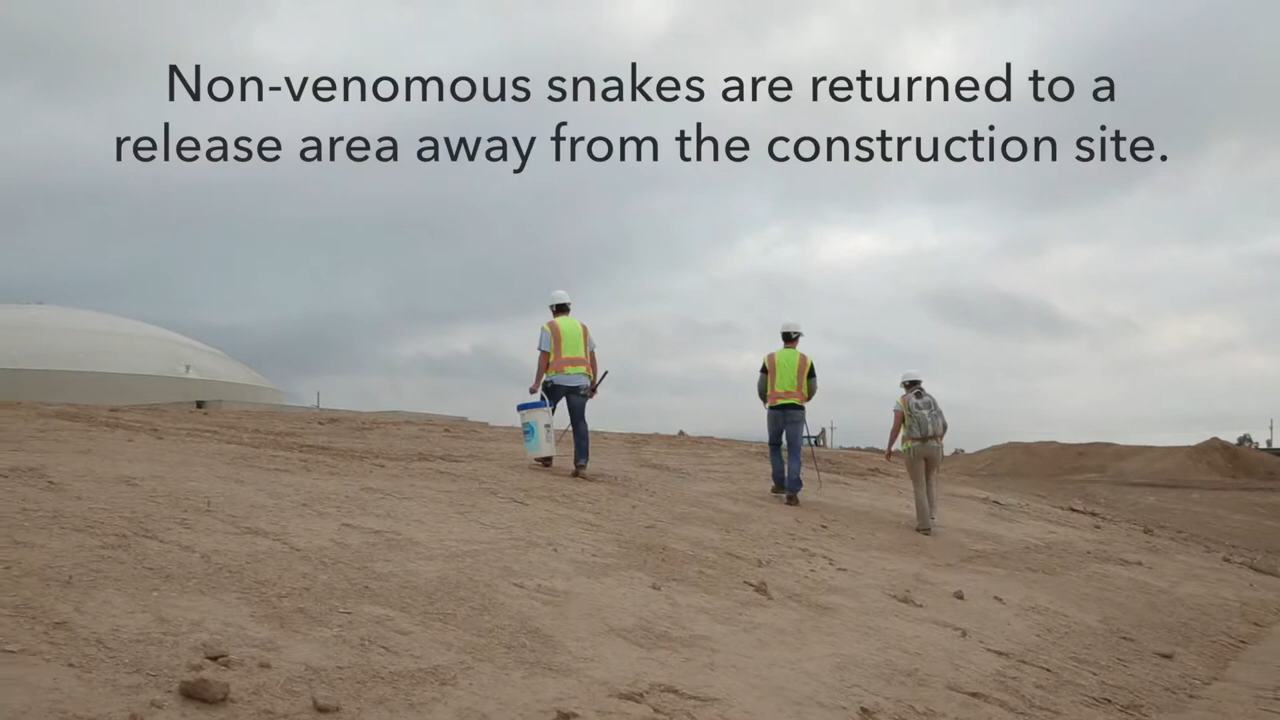 Non-venomous snakes are returned to a
release area away from the construction site.